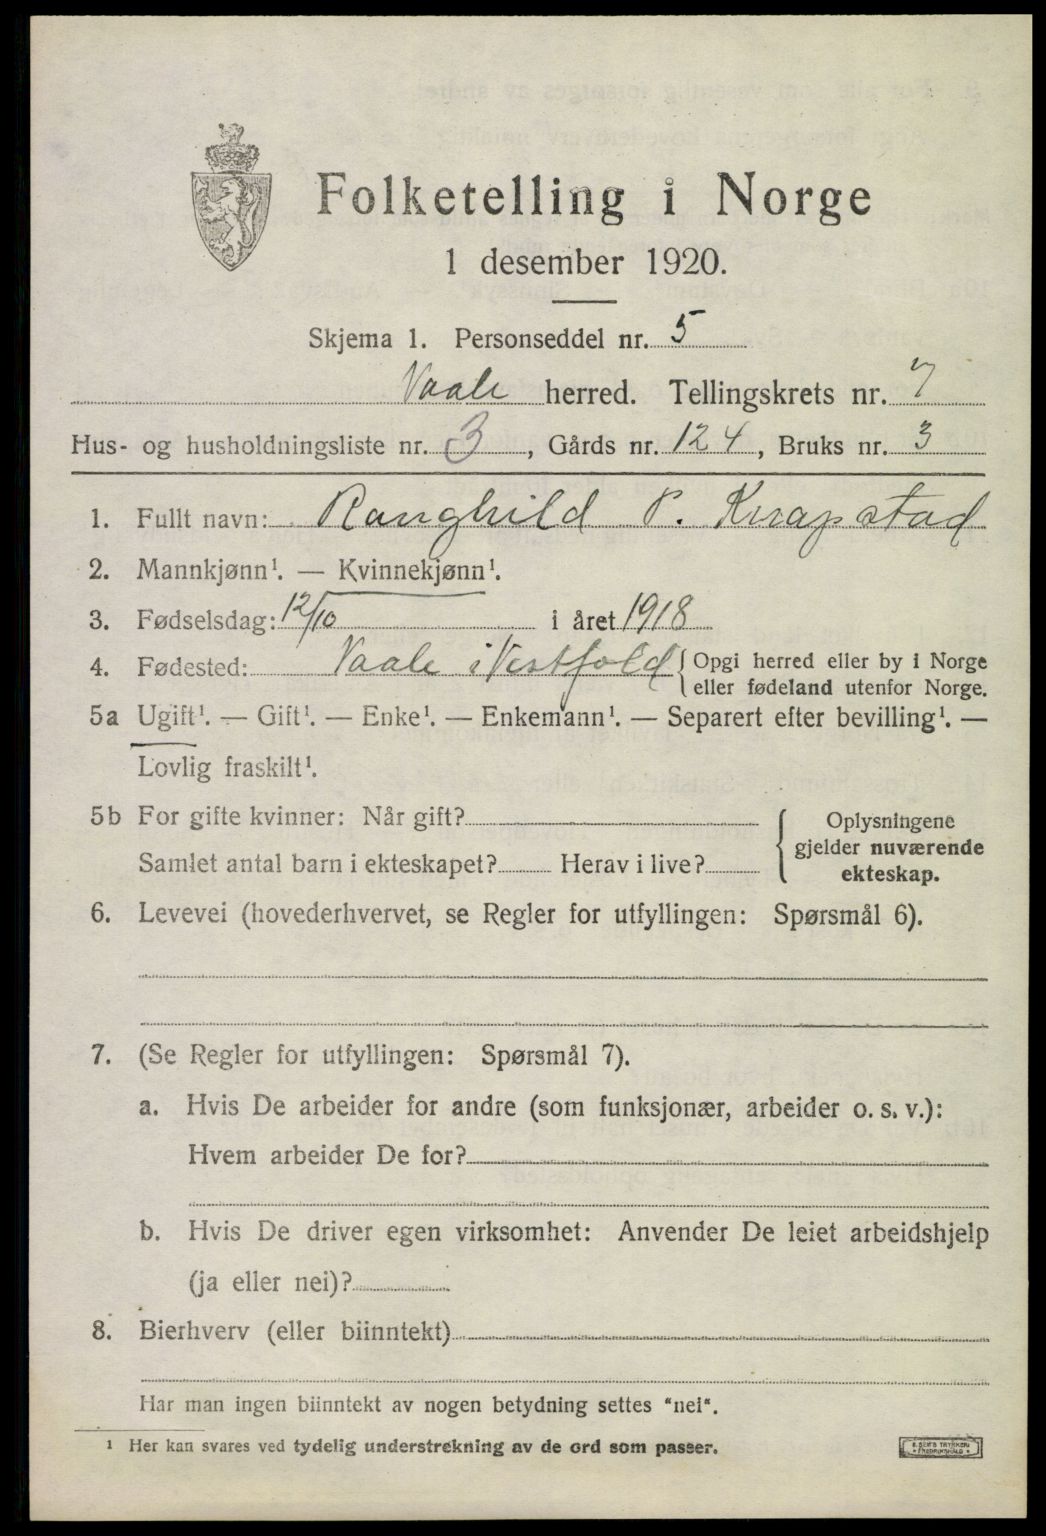 Folketelling i Norge
1 desember 1920.
Skjema 1. Personseddel nr. 5
Vaale herred. Tellingskrets nr. 7
Hus- og husholdningsliste nr. 3, Gårds nr. 124, Bruks nr. 3
1. Fullt navn: Ranghild P. Knapstad
2. Mannkjønn¹. — Kvinnekjønn¹.
3. Fødselsdag: 12/10 i året 1918
4. Fødested: Vaale i Vestfold { Opgi herred eller by i Norge
eller fødeland utenfor Norge.
5a Ugift¹. — Gift¹. — Enke¹. — Enkemann¹. — Separert efter bevilling¹. —
Lovlig fraskilt¹.
5b For gifte kvinner: Når gift?
Samlet antal barn i ekteskapet? Herav i live?
Oplysningene
gjelder nuværende
ekteskap.
6. Levevei (hovederhvervet, se Regler for utfyllingen: Spørsmål 6).
7. (Se Regler for utfyllingen: Spørsmål 7).
a. Hvis De arbeider for andre (som funksjonær, arbeider o. s. v.):
Hvem arbeider De for?
b. Hvis De driver egen virksomhet: Anvender De leiet arbeidshjelp
(ja eller nei)?
8. Bierhverv (eller biinntekt)
Har man ingen biinntekt av nogen betydning settes "nei".
¹ Her kan svares ved tydelig understrekning av de ord som passer.